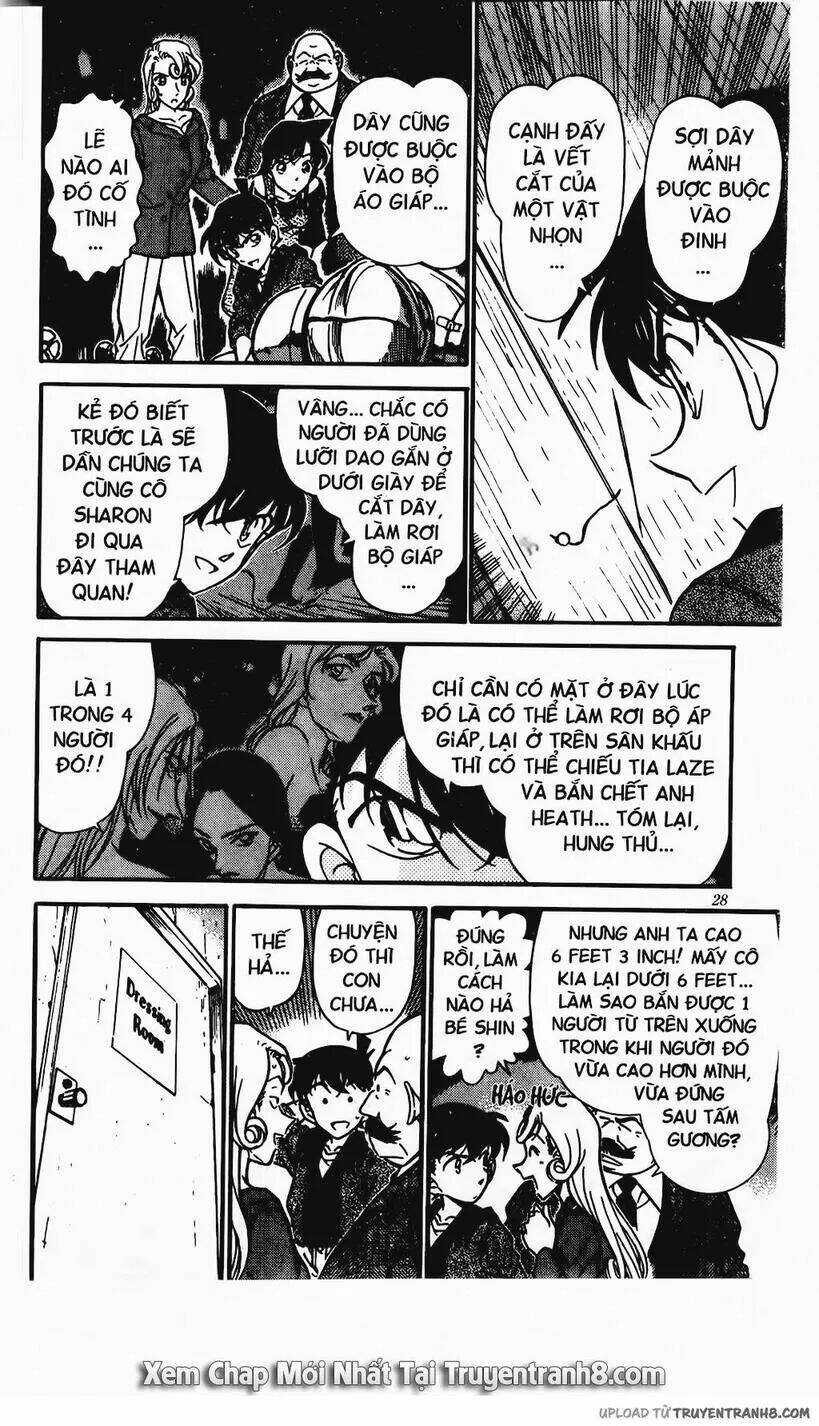 SỢI DÂY
MẢNH
ĐƯỢC BUỘC
VÀO
ĐINH
...
CẠNH ĐẤY
LÀ VẾT
CẮT CỦA
MỘT VẬT
NHỌN
...
DÂY CŨNG
ĐƯỢC BUỘC
VÀO BỘ
ÁO GIÁP...
LẼ
NÀO AI
ĐÓ CỐ
TÌNH
...
VÂNG... CHẮC CÓ
NGƯỜI ĐÃ DÙNG
LƯỠI DAO GẮN Ở
DƯỚI GIÀY ĐỂ
CẮT DÂY,
LÀM RƠI
BỘ GIÁP
...
KẺ ĐÓ BIẾT
TRƯỚC LÀ SẼ
DẪN CHÚNG TA
CÙNG CÔ
SHARON
ĐI QUA
ĐÂY THAM
QUAN!
CHỈ CẦN CÓ MẶT Ở ĐÂY LÚC
ĐÓ LÀ CÓ THỂ LÀM RƠI BỘ ÁP
GIÁP, LẠI Ở TRÊN SÂN KHẤU
THÌ CÓ THỂ CHIẾU TIA LAZE
VÀ BẮN CHẾT ANH
HEATH... TÓM LẠI,
HUNG THỦ...
LÀ 1
TRONG 4
NGƯỜI
ĐÓ!!
28
NHƯNG ANH TA CAO
6 FEET 3 INCH! MẤY CÔ
KIA LẠI DƯỚI 6 FEET...
LÀM SAO BẮN ĐƯỢC 1
NGƯỜI TỪ TRÊN XUỐNG
TRONG KHI NGƯỜI ĐÓ
VỪA CAO HƠN MÌNH,
VỪA ĐỨNG
SAU TẤM
GƯƠNG?
ĐÚNG
RỒI, LÀM
CÁCH
NÀO HẢ
BÉ SHIN
?
HÁO HỨC
CHUYỆN
ĐÓ THÌ
CON
CHƯA...
THẾ
HẢ...
Dressing
Room
Xem Chap Mới Nhất Tại Truyentranh8.com
UPLOAD TỪ TRUYENTRANH8.COM